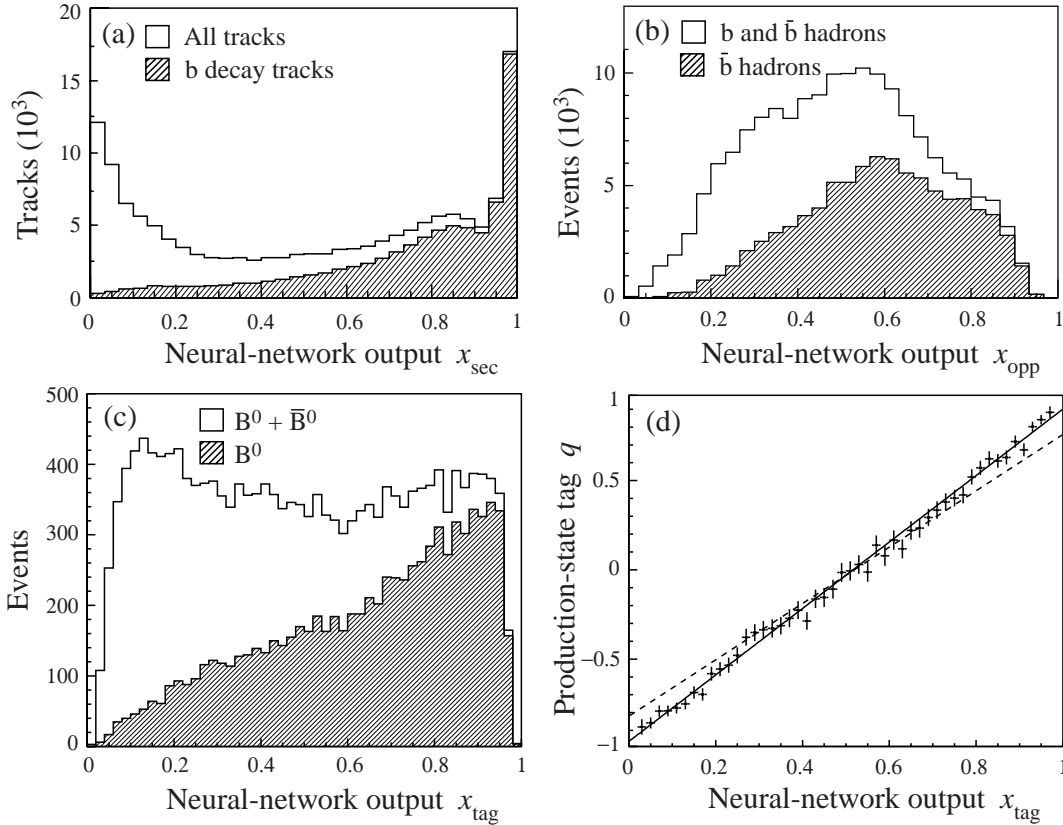 (a)
All tracks
b decay tracks
Tracks (10³)
20
15
10
5
0
0 0.2 0.4 0.6 0.8 1
Neural-network output x_sec
(b)
b and b̄ hadrons
b̄ hadrons
Events (10³)
10
5
0
0 0.2 0.4 0.6 0.8 1
Neural-network output x_opp
(c)
B⁰ + B̄⁰
B⁰
Events
500
400
300
200
100
0
0 0.2 0.4 0.6 0.8 1
Neural-network output x_tag
(d)
Production-state tag q
1
0.5
0
−0.5
−1
0 0.2 0.4 0.6 0.8 1
Neural-network output x_tag